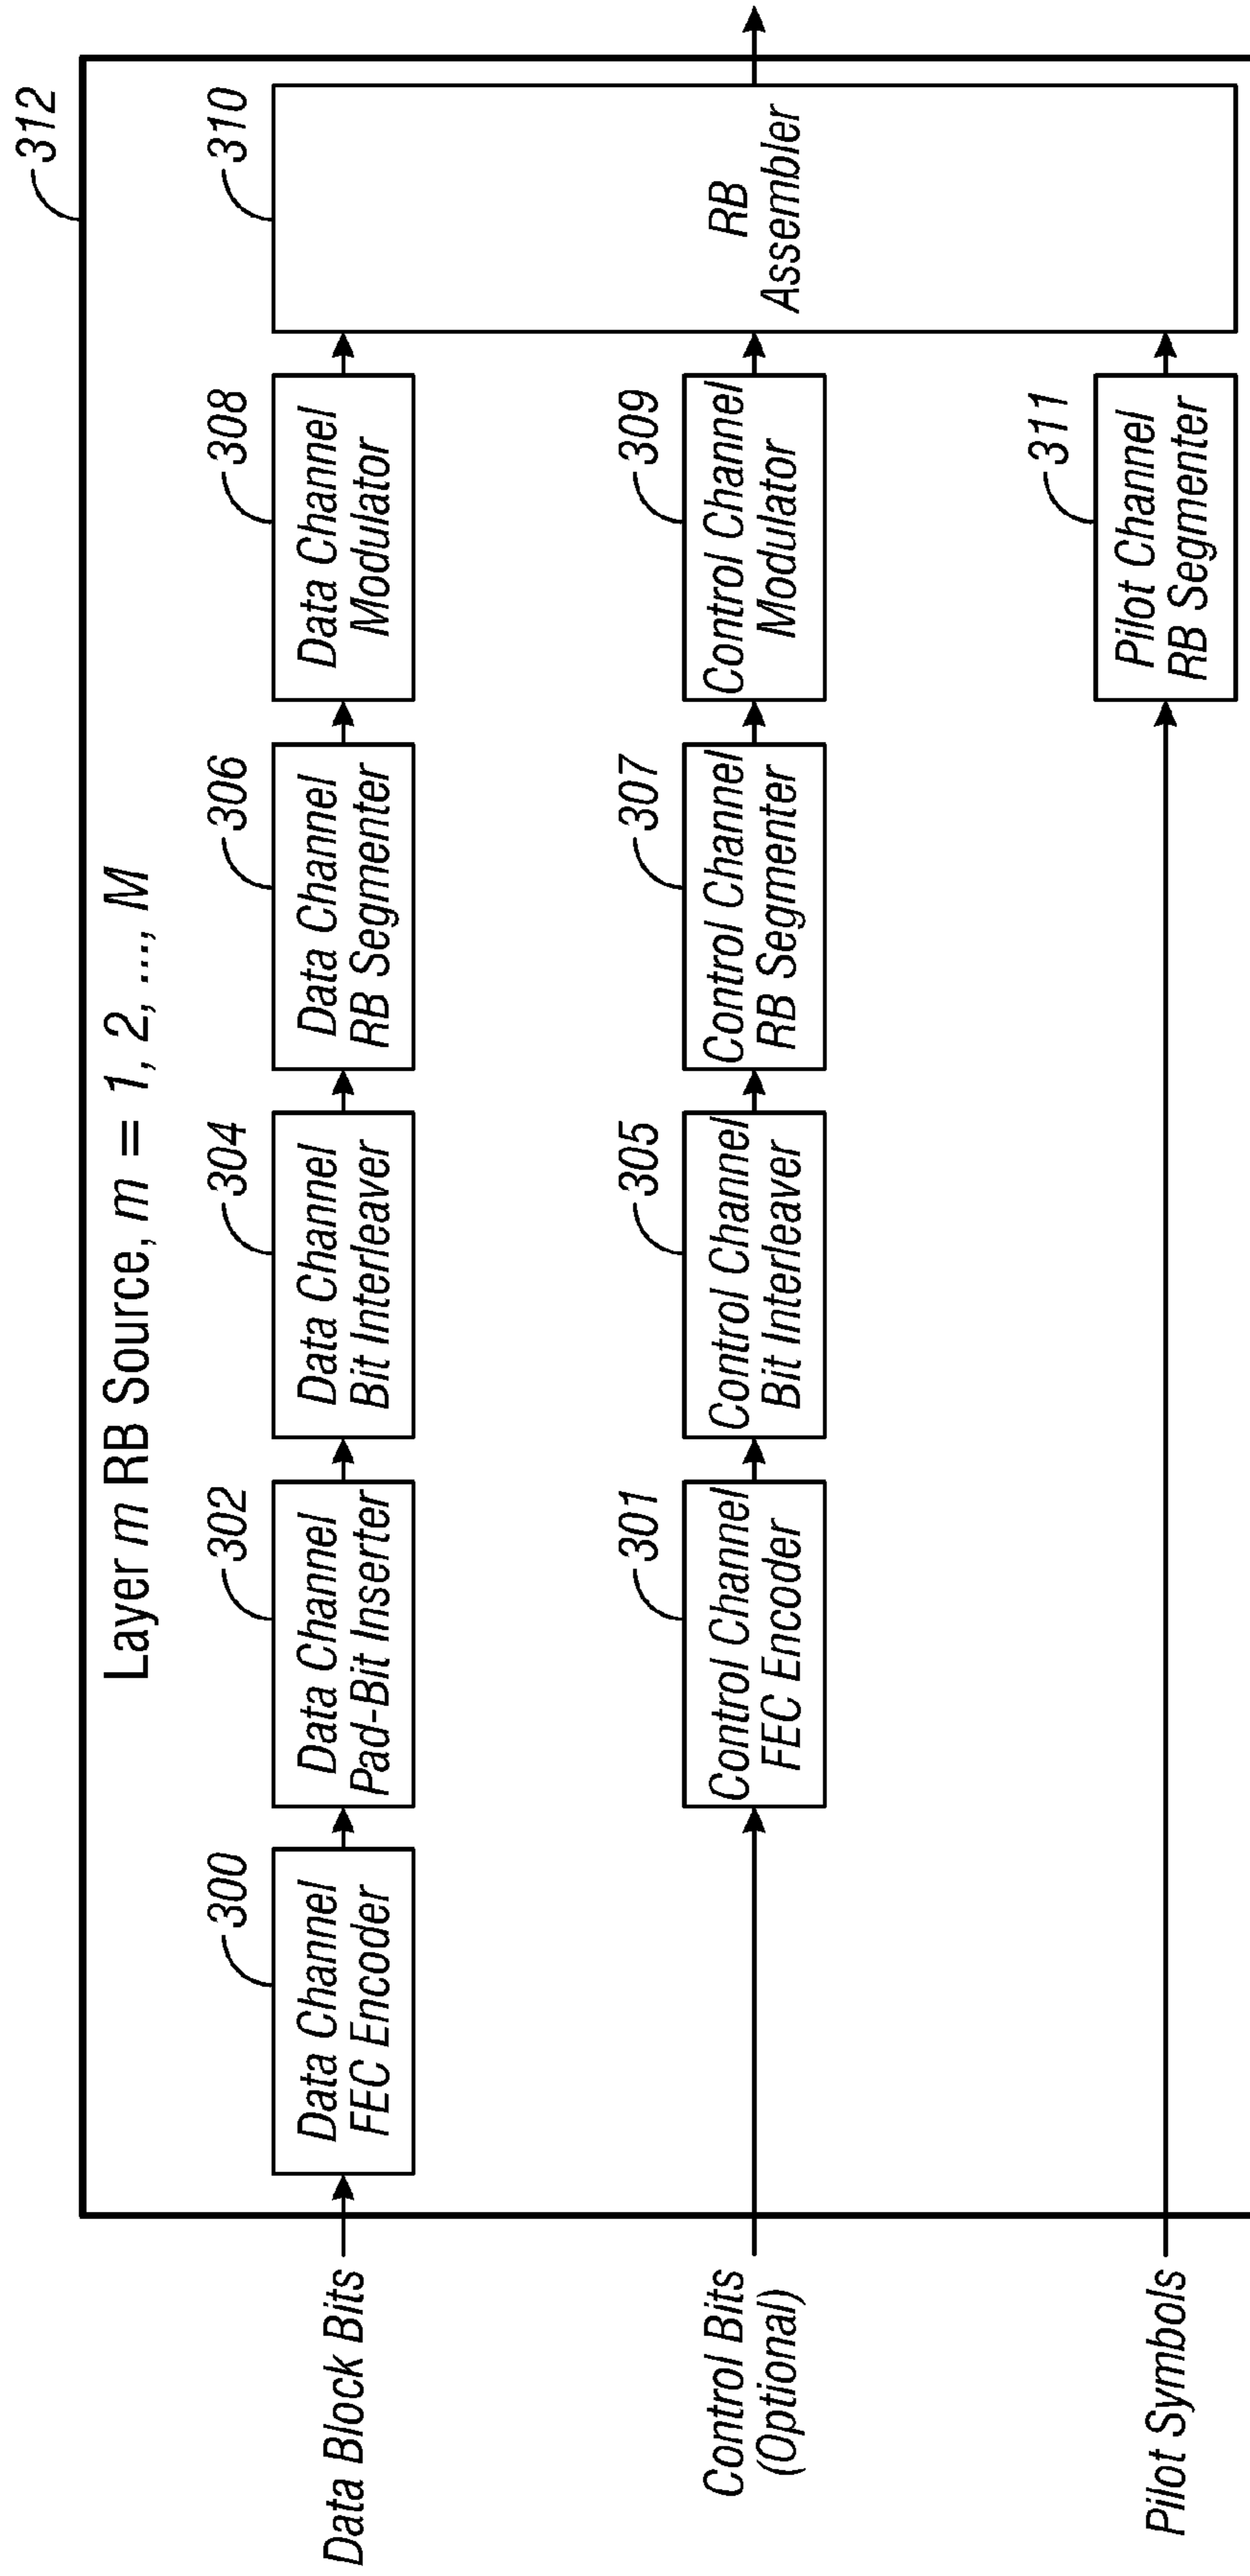 312
Layer m RB Source, m = 1, 2, ..., M
300
302
304
306
308
310
Data Block Bits
Data Channel
FEC Encoder
Data Channel
Pad-Bit Inserter
Data Channel
Bit Interleaver
Data Channel
RB Segmenter
Data Channel
Modulator
RB
Assembler
301
305
307
309
Control Bits
(Optional)
Control Channel
FEC Encoder
Control Channel
Bit Interleaver
Control Channel
RB Segmenter
Control Channel
Modulator
311
Pilot Symbols
Pilot Channel
RB Segmenter